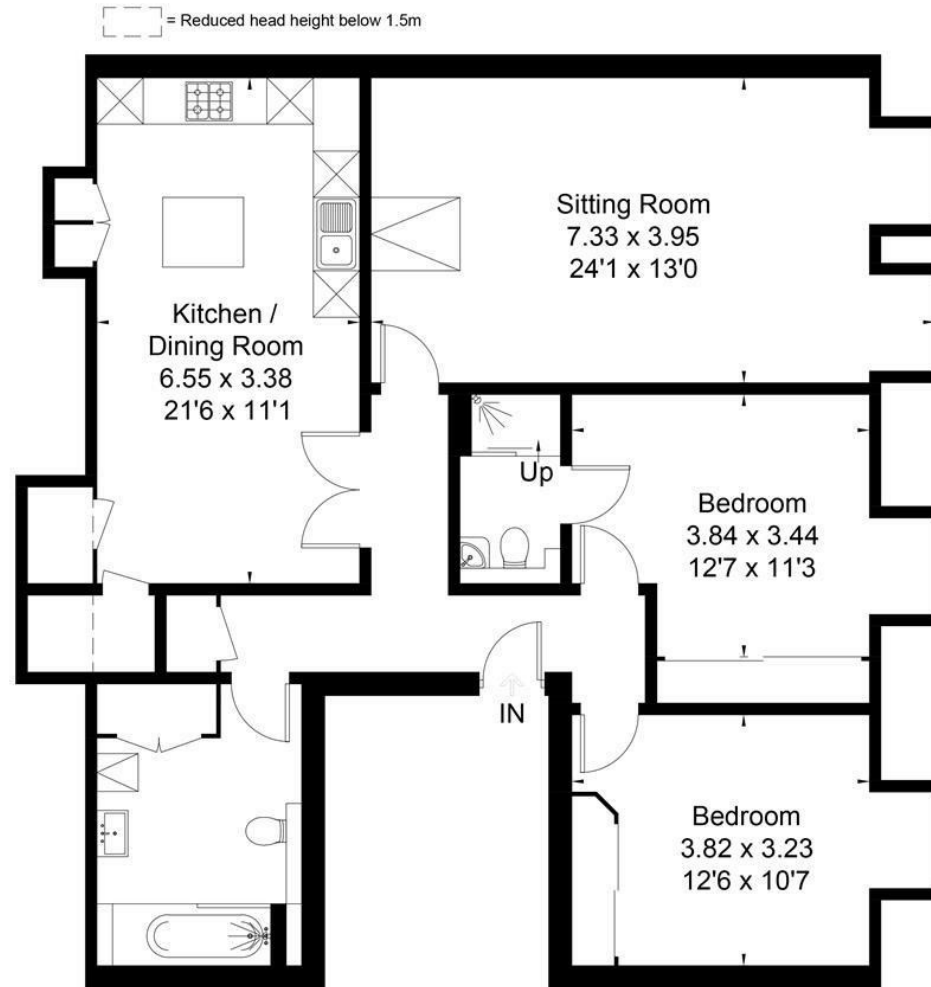 = Reduced head height below 1.5m
Sitting Room
7.33 x 3.95
24'1 x 13'0
Kitchen /
Dining Room
6.55 x 3.38
21'6 x 11'1
Up
Bedroom
3.84 x 3.44
12'7 x 11'3
IN
Bedroom
3.82 x 3.23
12'6 x 10'7